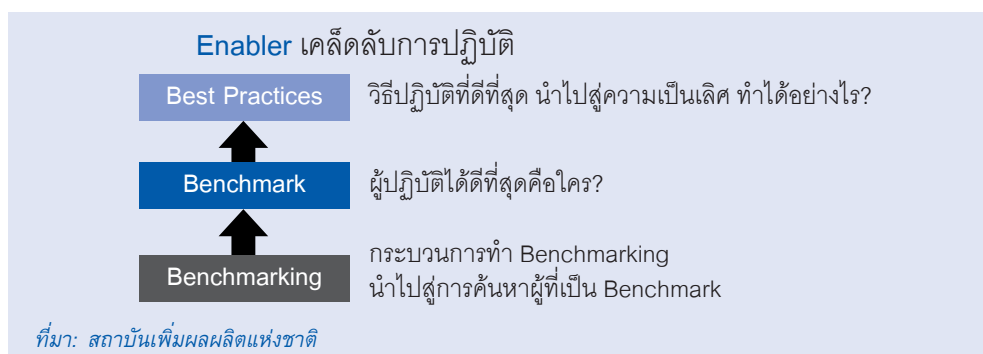 Enabler เคล็ดลับการปฏิบัติ
Best Practices วิธีปฏิบัติที่ดีที่สุด นำไปสู่ความเป็นเลิศ ทำได้อย่างไร?
Benchmark ผู้ปฏิบัติได้ดีที่สุดคือใคร?
Benchmarking กระบวนการทำ Benchmarking
นำไปสู่การค้นหาผู้ที่เป็น Benchmark
ที่มา: สถาบันเพิ่มผลผลิตแห่งชาติ